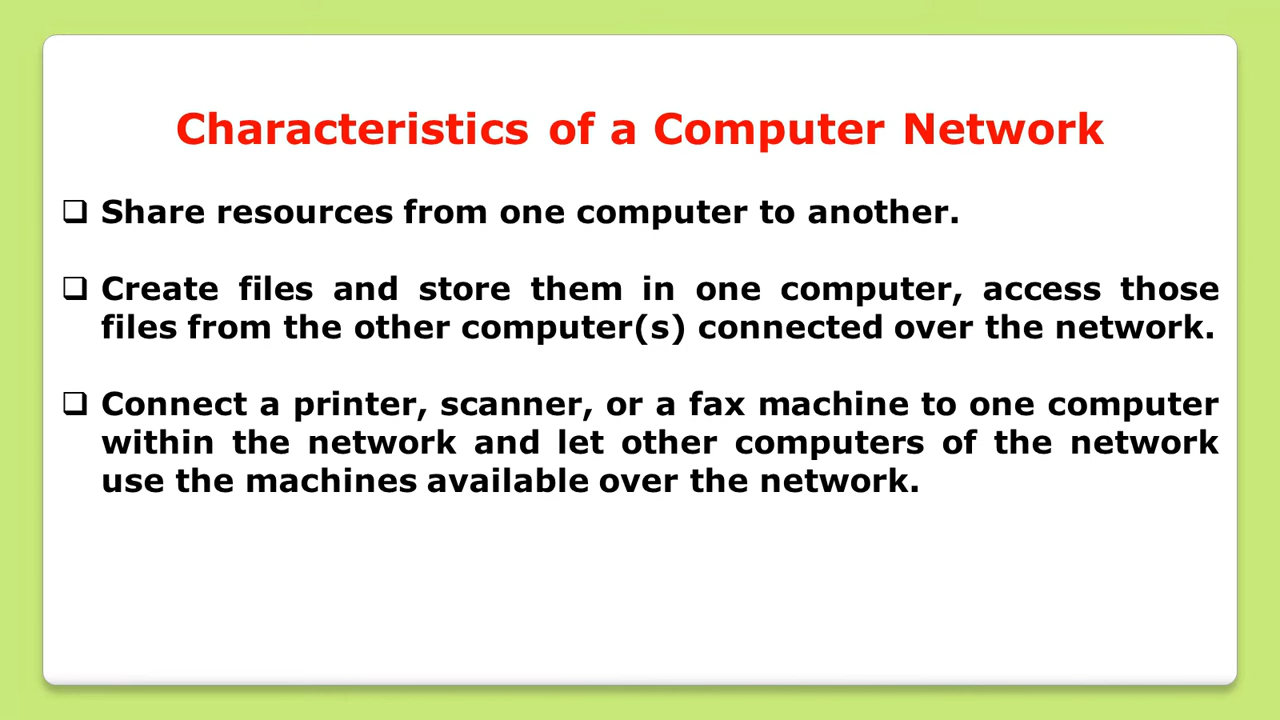 Characteristics of a Computer Network
❑ Share resources from one computer to another.
❑ Create files and store them in one computer, access those
files from the other computer(s) connected over the network.
❑ Connect a printer, scanner, or a fax machine to one computer
within the network and let other computers of the network
use the machines available over the network.